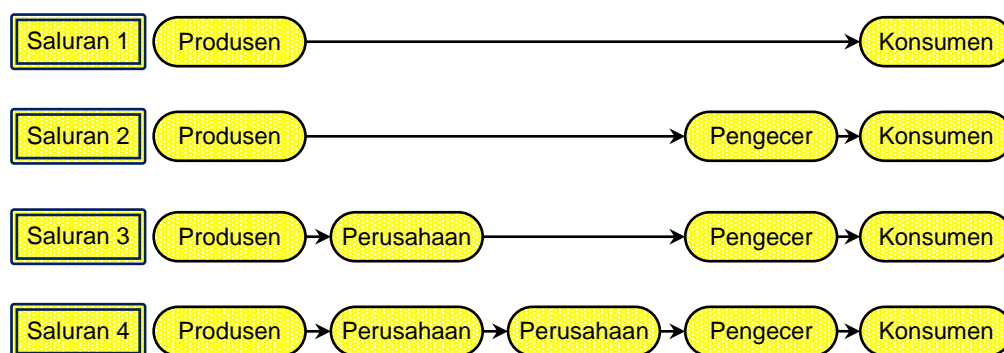 Saluran 1 Produsen Konsumen
Saluran 2 Produsen Pengecer Konsumen
Saluran 3 Produsen Perusahaan Pengecer Konsumen
Saluran 4 Produsen Perusahaan Perusahaan Pengecer Konsumen